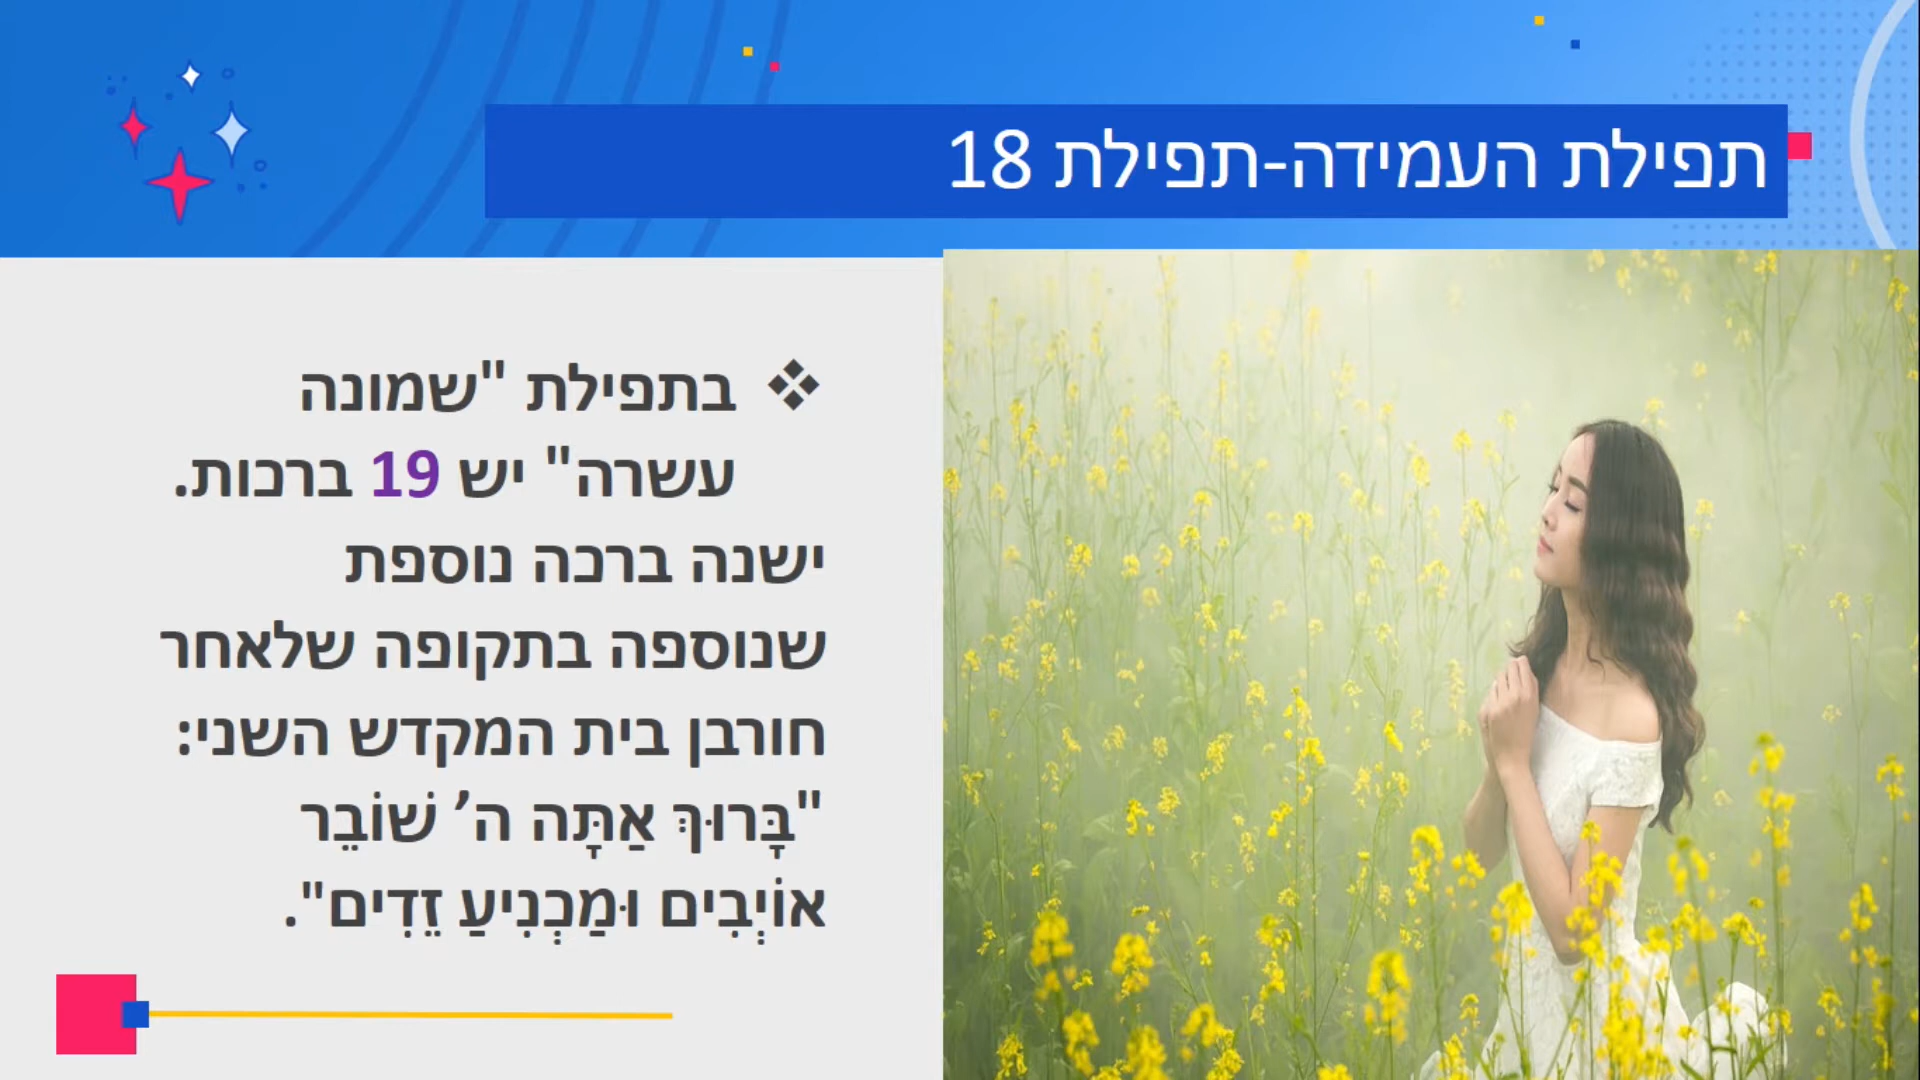 תפילת העמידה-תפילת 18
בתפילת "שמונה
עשרה" יש 19 ברכות.
ישנה ברכה נוספת
שנוספה בתקופה שלאחר
חורבן בית המקדש השני:
"בָּרוּךְ אַתָּה ה’ שׁוֹבֵר
אוֹיְבִים וּמַכְנִיעַ זֵדִים".